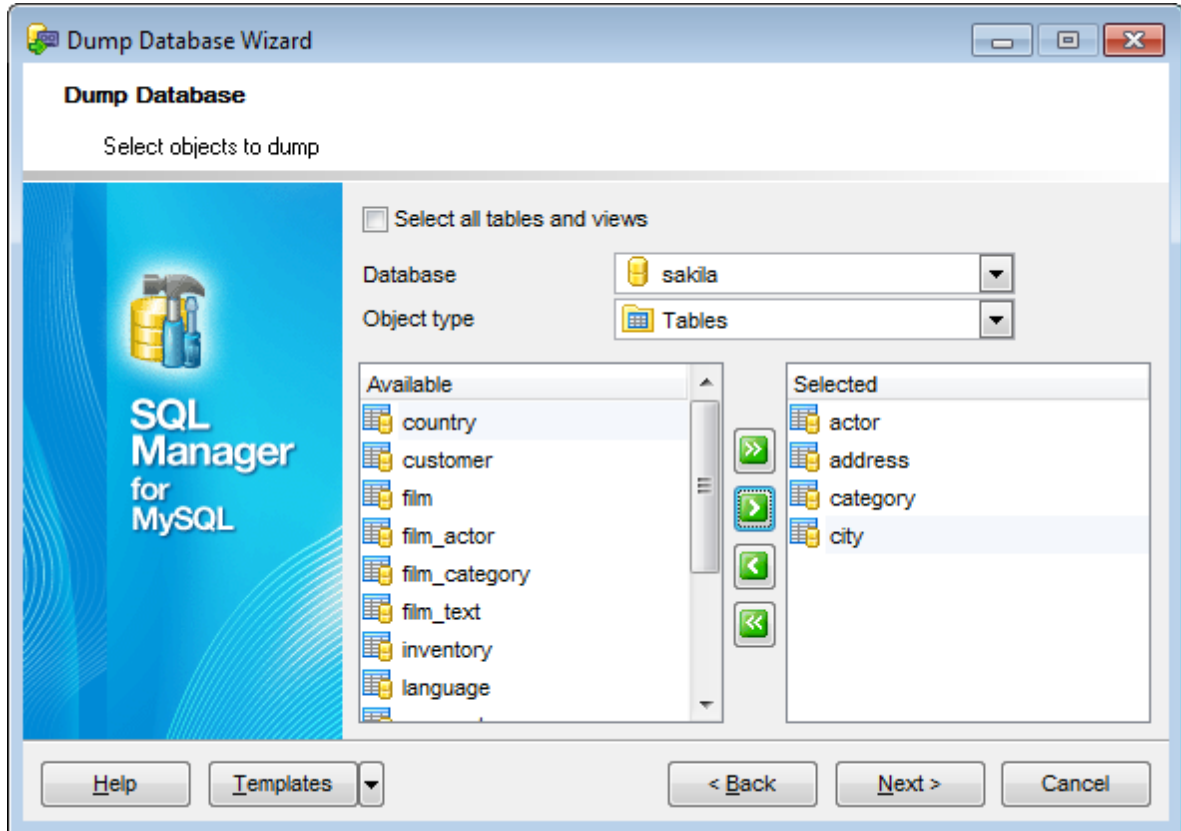 Dump Database Wizard
Dump Database
Select objects to dump
Select all tables and views
Database
sakila
Object type
Tables
SQL
Manager
for
MySQL
Available
country
customer
film
film_actor
film_category
film_text
inventory
language
Selected
actor
address
category
city
Help
Templates
< Back
Next >
Cancel